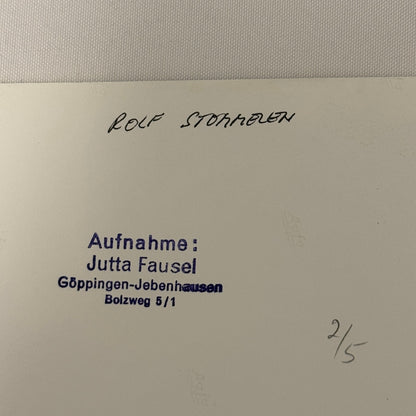 ROLF STOMMELEN
Aufnahme:
Jutta Fausel
Göppingen-Jebenhausen
Bolzweg 5/1
2/5